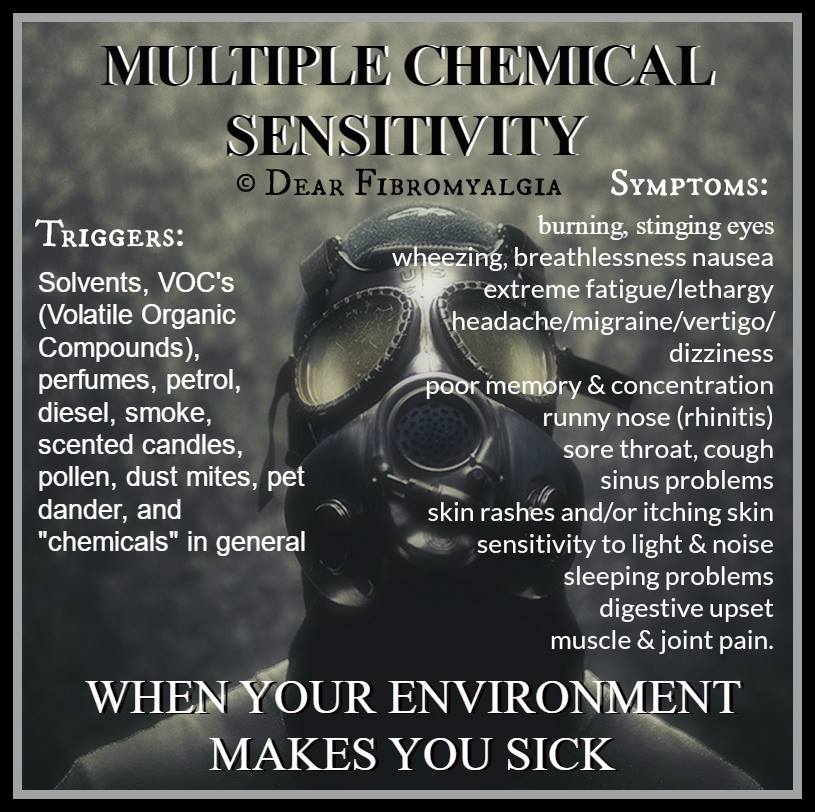 MULTIPLE CHEMICAL
SENSITIVITY
© DEAR FIBROMYALGIA
TRIGGERS:
Solvents, VOC's
(Volatile Organic
Compounds),
perfumes, petrol,
diesel, smoke,
scented candles,
pollen, dust mites, pet
dander, and
"chemicals" in general
SYMPTOMS:
burning, stinging eyes
wheezing, breathlessness nausea
extreme fatigue/lethargy
headache/migraine/vertigo/
dizziness
poor memory & concentration
runny nose (rhinitis)
sore throat, cough
sinus problems
skin rashes and/or itching skin
sensitivity to light & noise
sleeping problems
digestive upset
muscle & joint pain.
WHEN YOUR ENVIRONMENT
MAKES YOU SICK